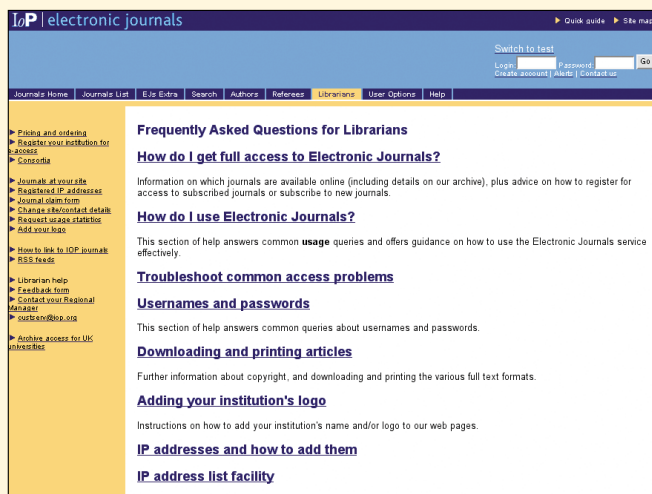 IoP electronic journals
Quick guide Site map
Switch to test
Login: Password: Go
Create account | Alerts | Contact us
Journals Home Journals List EJs Extra Search Authors Referees Librarians User Options Help
Pricing and ordering
Register your institution for
e-access
Consortia
Journals at your site
Registered IP addresses
Journal claim form
Change site/contact details
Request usage statistics
Add your logo
How to link to IOP journals
RSS feeds
Librarian help
Feedback form
Contact your Regional
Manager
custserv@iop.org
Archive access for UK
universities
Frequently Asked Questions for Librarians
How do I get full access to Electronic Journals?
Information on which journals are available online (including details on our archive), plus advice on how to register for
access to subscribed journals or subscribe to new journals.
How do I use Electronic Journals?
This section of help answers common usage queries and offers guidance on how to use the Electronic Journals service
effectively.
Troubleshoot common access problems
Usernames and passwords
This section of help answers common queries about usernames and passwords.
Downloading and printing articles
Further information about copyright, and downloading and printing the various full text formats.
Adding your institution's logo
Instructions on how to add your institution's name and/or logo to our web pages.
IP addresses and how to add them
IP address list facility